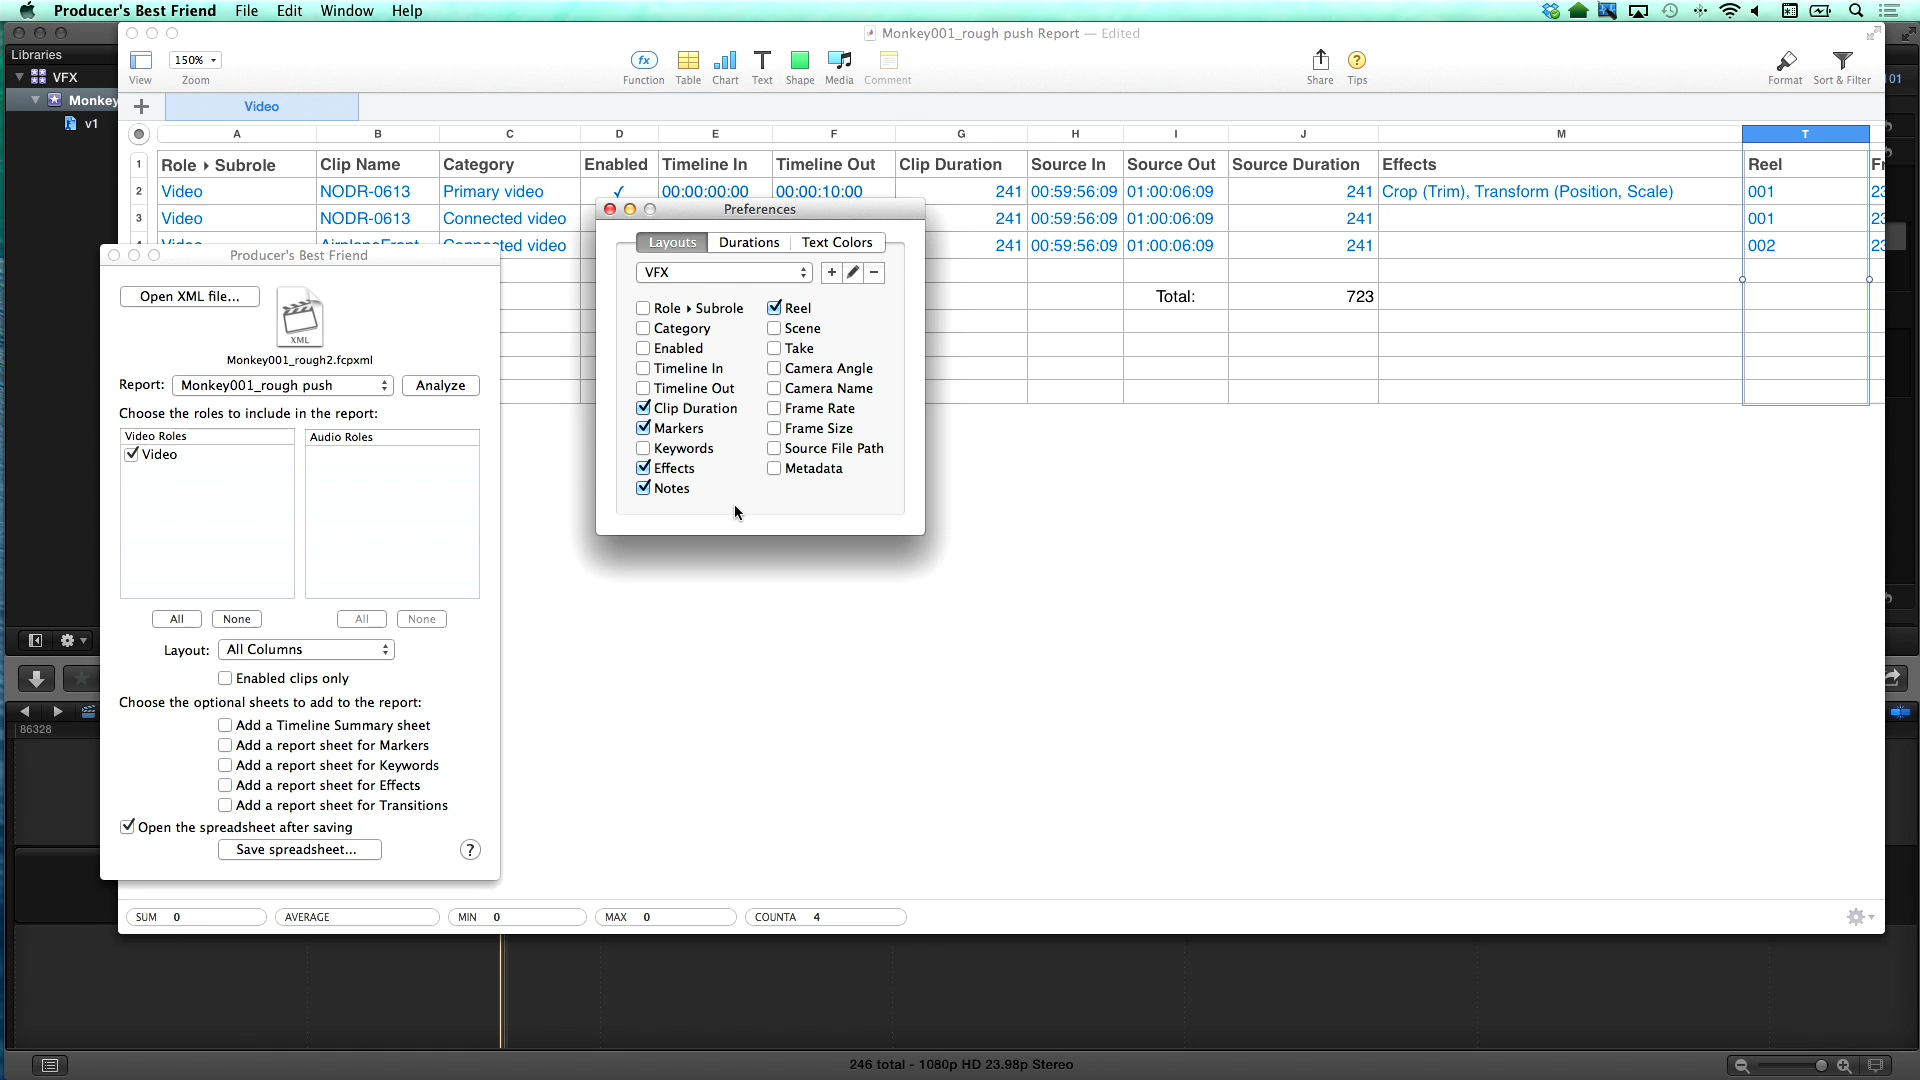 Producer's Best Friend File Edit Window Help
Monkey001_rough push Report — Edited
Libraries
150%
View Zoom Function Table Chart Text Shape Media Comment Share Tips Format Sort & Filter
VFX
Monkey
v1
Video
A B C D E F G H I J M T
1 Role ▸ Subrole Clip Name Category Enabled Timeline In Timeline Out Clip Duration Source In Source Out Source Duration Effects Reel
2 Video NODR-0613 Primary video ✓ 00:00:00:00 00:00:10:00 241 00:59:56:09 01:00:06:09 241 Crop (Trim), Transform (Position, Scale) 001
3 Video NODR-0613 Connected video 241 00:59:56:09 01:00:06:09 241 001
Video AirplaneFront Connected video 241 00:59:56:09 01:00:06:09 241 002
Total: 723
Preferences
Layouts Durations Text Colors
VFX
Role ▸ Subrole
Category
Enabled
Timeline In
Timeline Out
Clip Duration
Markers
Keywords
Effects
Notes
Reel
Scene
Take
Camera Angle
Camera Name
Frame Rate
Frame Size
Source File Path
Metadata
Producer's Best Friend
Open XML file...
XML
Monkey001_rough2.fcpxml
Report: Monkey001_rough push Analyze
Choose the roles to include in the report:
Video Roles Audio Roles
Video
All None All None
Layout: All Columns
Enabled clips only
Choose the optional sheets to add to the report:
Add a Timeline Summary sheet
Add a report sheet for Markers
Add a report sheet for Keywords
Add a report sheet for Effects
Add a report sheet for Transitions
Open the spreadsheet after saving
Save spreadsheet... ?
86328
SUM 0 AVERAGE MIN 0 MAX 0 COUNTA 4
246 total - 1080p HD 23.98p Stereo